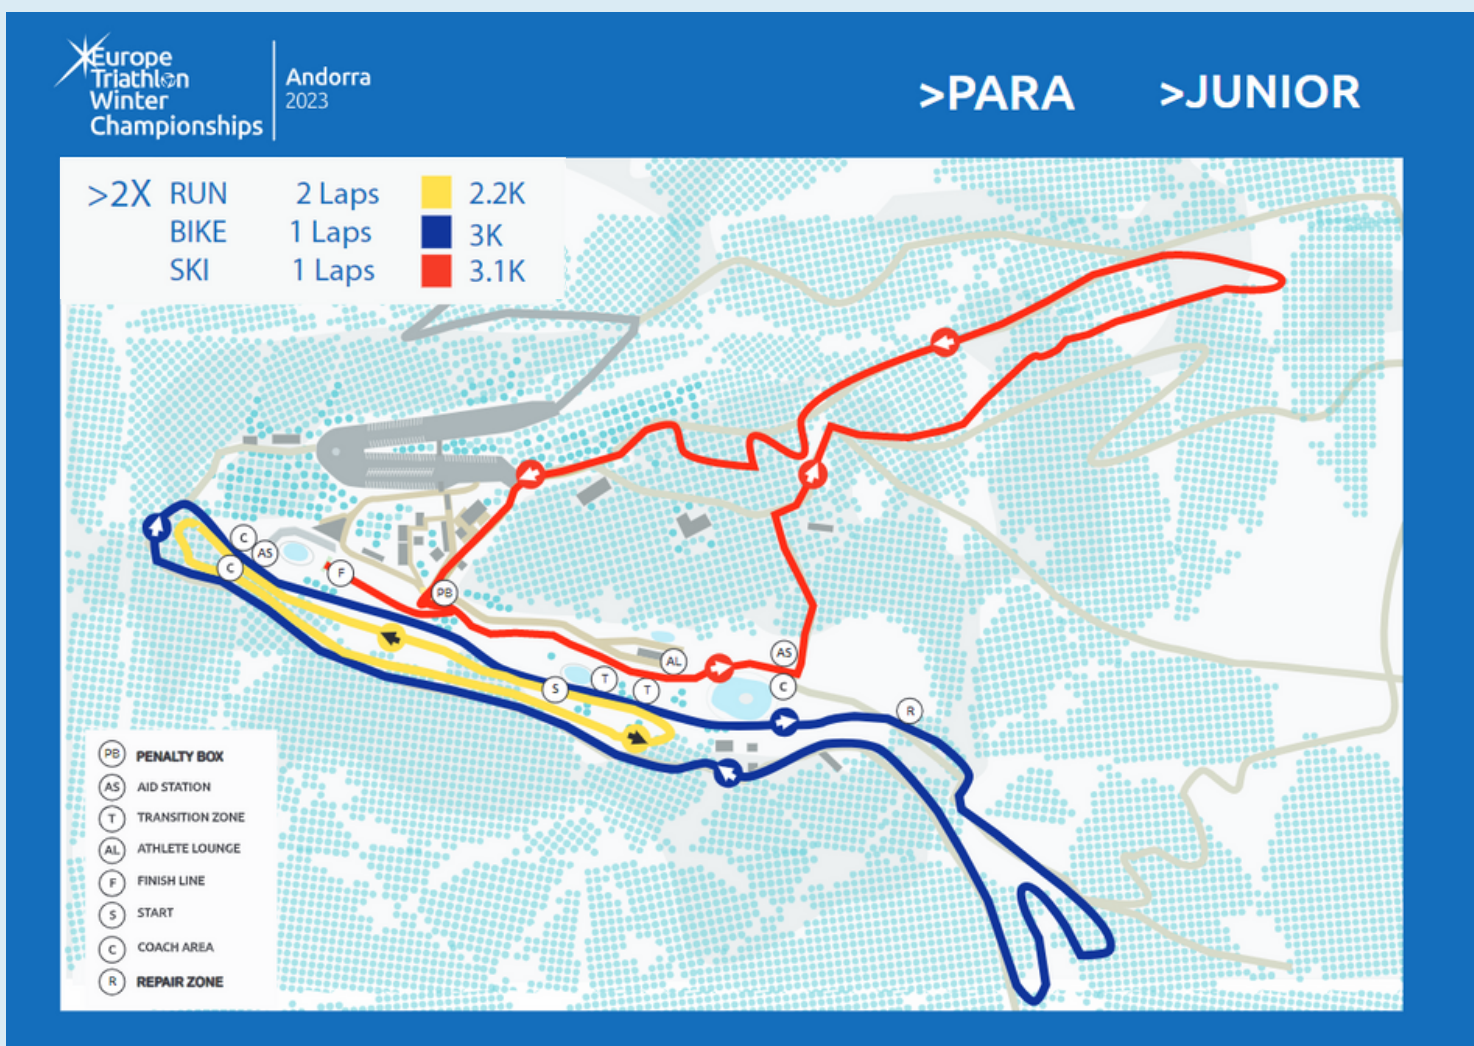 Europe
Triathlon
Winter
Championships
Andorra
2023
>PARA
>JUNIOR
>2X RUN 2 Laps 2.2K
BIKE 1 Laps 3K
SKI 1 Laps 3.1K
C
AS
C
F
PB
AL
AS
T
T
S
C
R
PB PENALTY BOX
AS AID STATION
T TRANSITION ZONE
AL ATHLETE LOUNGE
F FINISH LINE
S START
C COACH AREA
R REPAIR ZONE